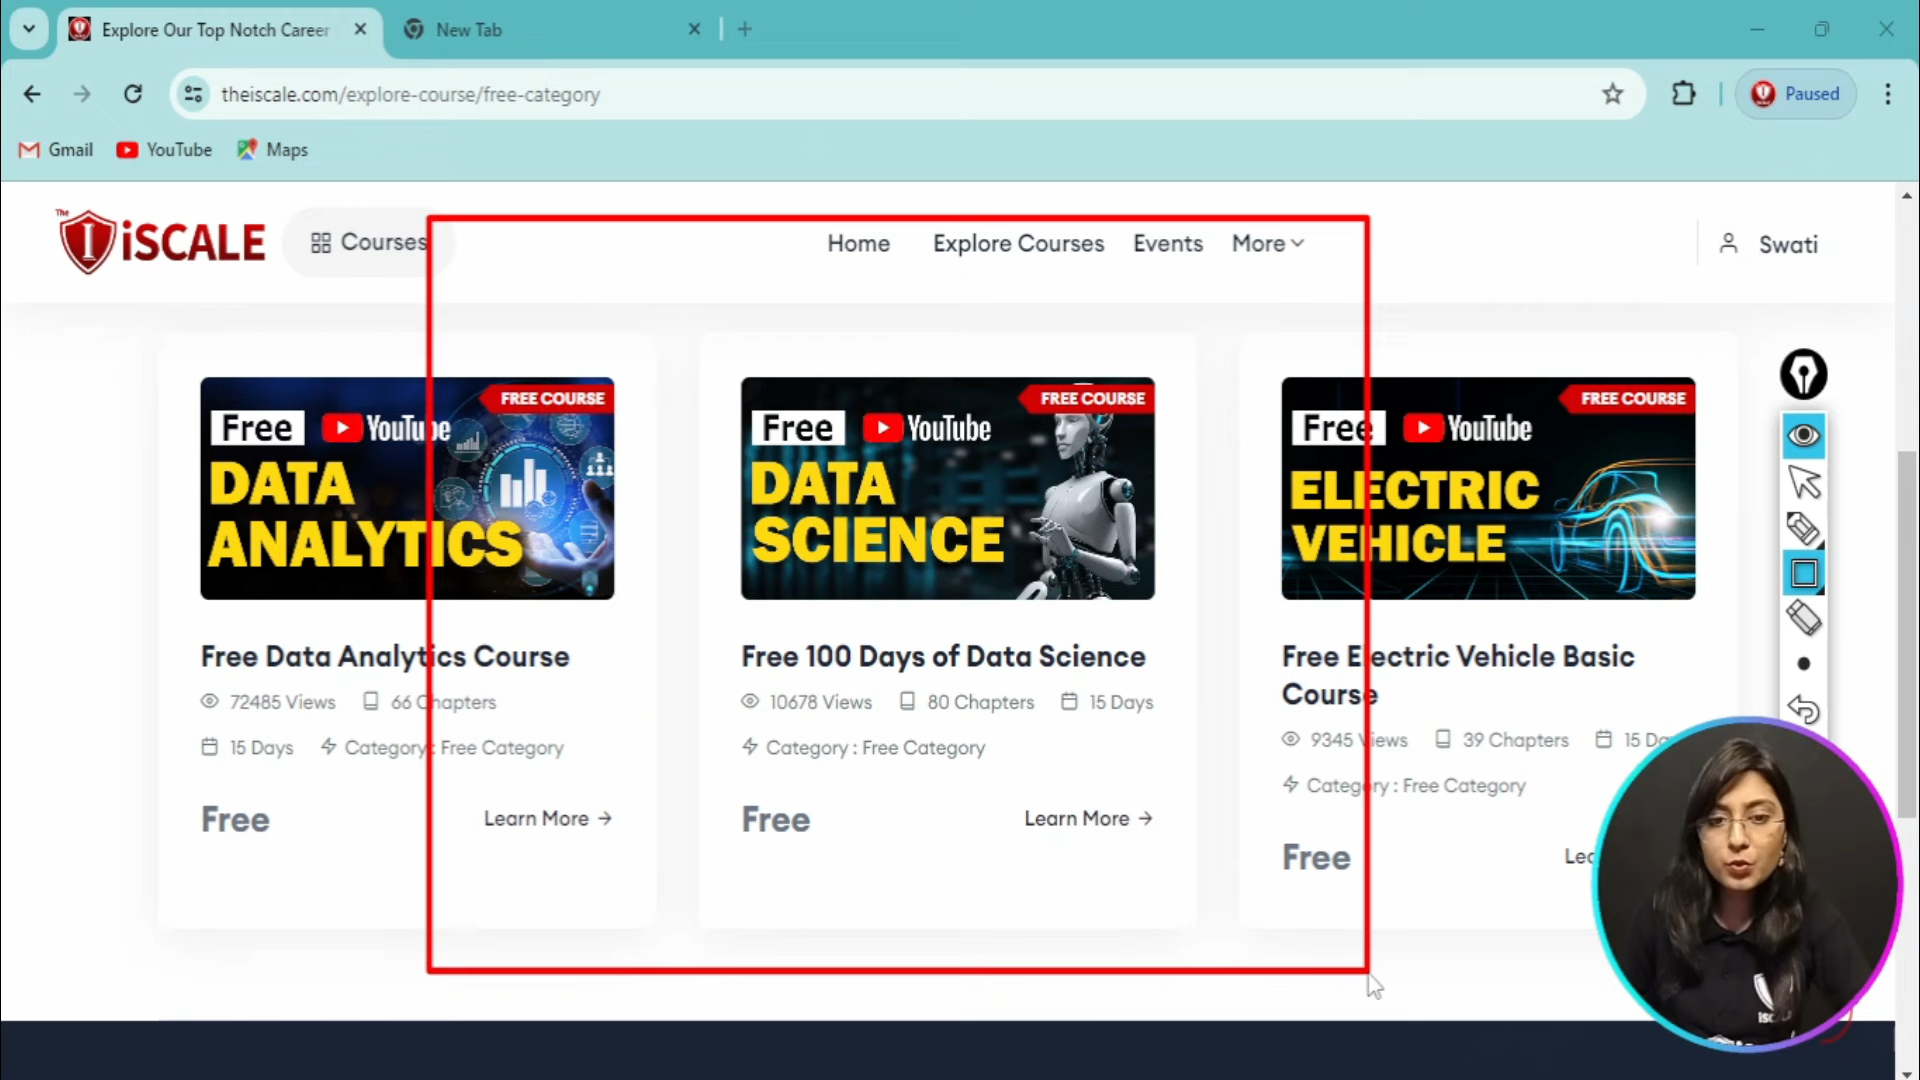 Explore Our Top Notch Career
New Tab
theiscale.com/explore-course/free-category
Paused
Gmail
YouTube
Maps
The iSCALE
Courses
Home
Explore Courses
Events
More
Swati
FREE COURSE
Free YouTube
DATA
ANALYTICS
Free Data Analytics Course
72485 Views
66 Chapters
15 Days
Category : Free Category
Free
Learn More →
FREE COURSE
Free YouTube
DATA
SCIENCE
Free 100 Days of Data Science
10678 Views
80 Chapters
15 Days
Category : Free Category
Free
Learn More →
FREE COURSE
Free YouTube
ELECTRIC
VEHICLE
Free Electric Vehicle Basic
Course
9345 Views
39 Chapters
15
Category : Free Category
Free